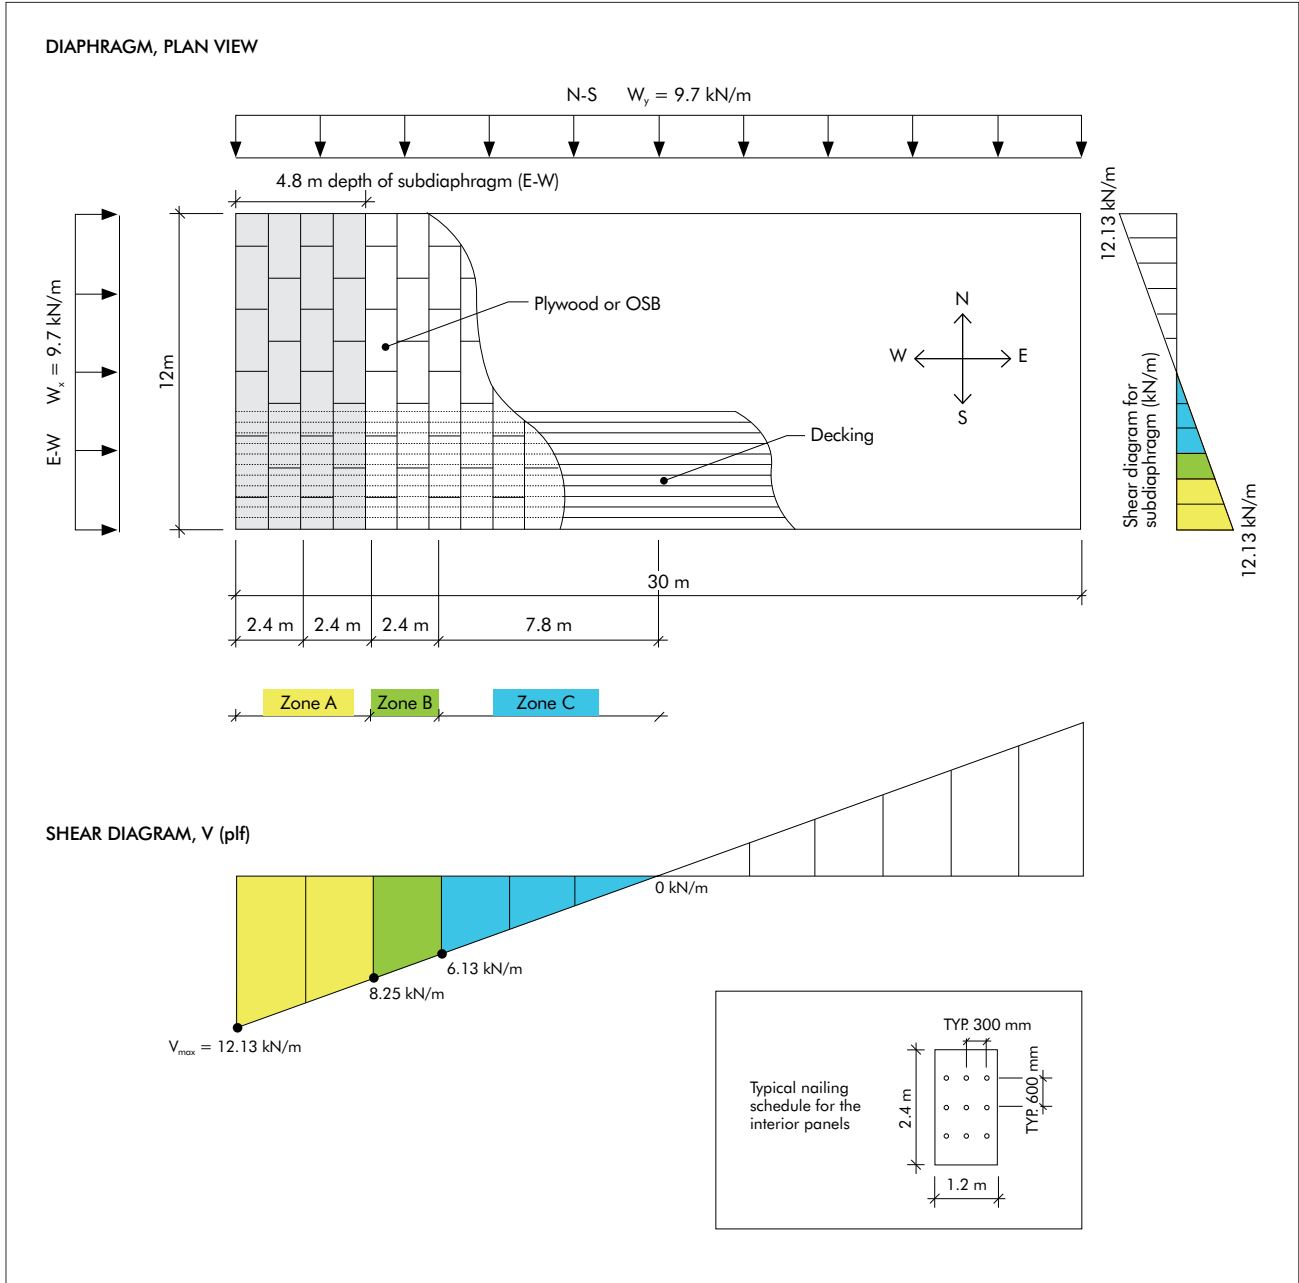 DIAPHRAGM, PLAN VIEW
N-S W_y = 9.7 kN/m
4.8 m depth of subdiaphragm (E-W)
12.13 kN/m
E-W W_x = 9.7 kN/m
12m
Plywood or OSB
N
W E
S
Decking
Shear diagram for
subdiaphragm (kN/m)
12.13 kN/m
30 m
2.4 m 2.4 m 2.4 m 7.8 m
Zone A Zone B Zone C
SHEAR DIAGRAM, V (plf)
0 kN/m
6.13 kN/m
8.25 kN/m
V_max = 12.13 kN/m
TYP. 300 mm
Typical nailing
schedule for the
interior panels
2.4 m
TYP. 600 mm
1.2 m